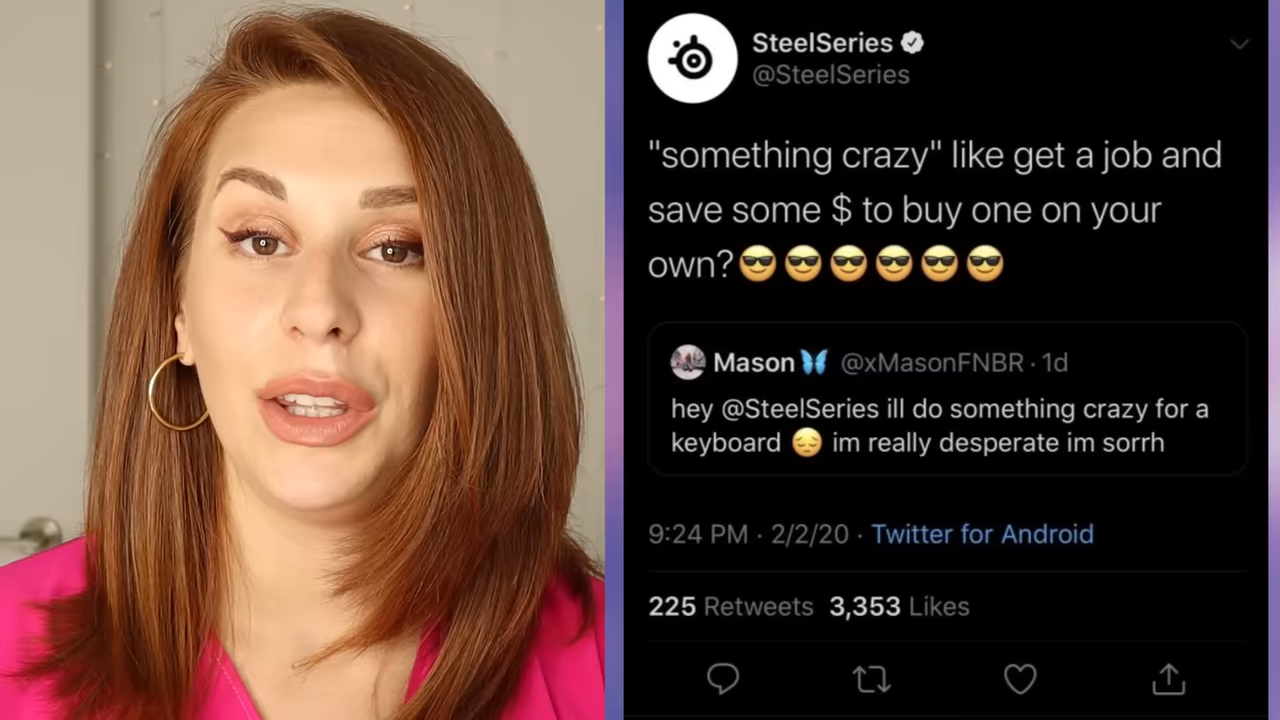 SteelSeries
@SteelSeries
"something crazy" like get a job and
save some $ to buy one on your
own?😎😎😎😎😎😎
Mason🦋 @xMasonFNBR · 1d
hey @SteelSeries ill do something crazy for a
keyboard 😔 im really desperate im sorrh
9:24 PM · 2/2/20 · Twitter for Android
225 Retweets 3,353 Likes